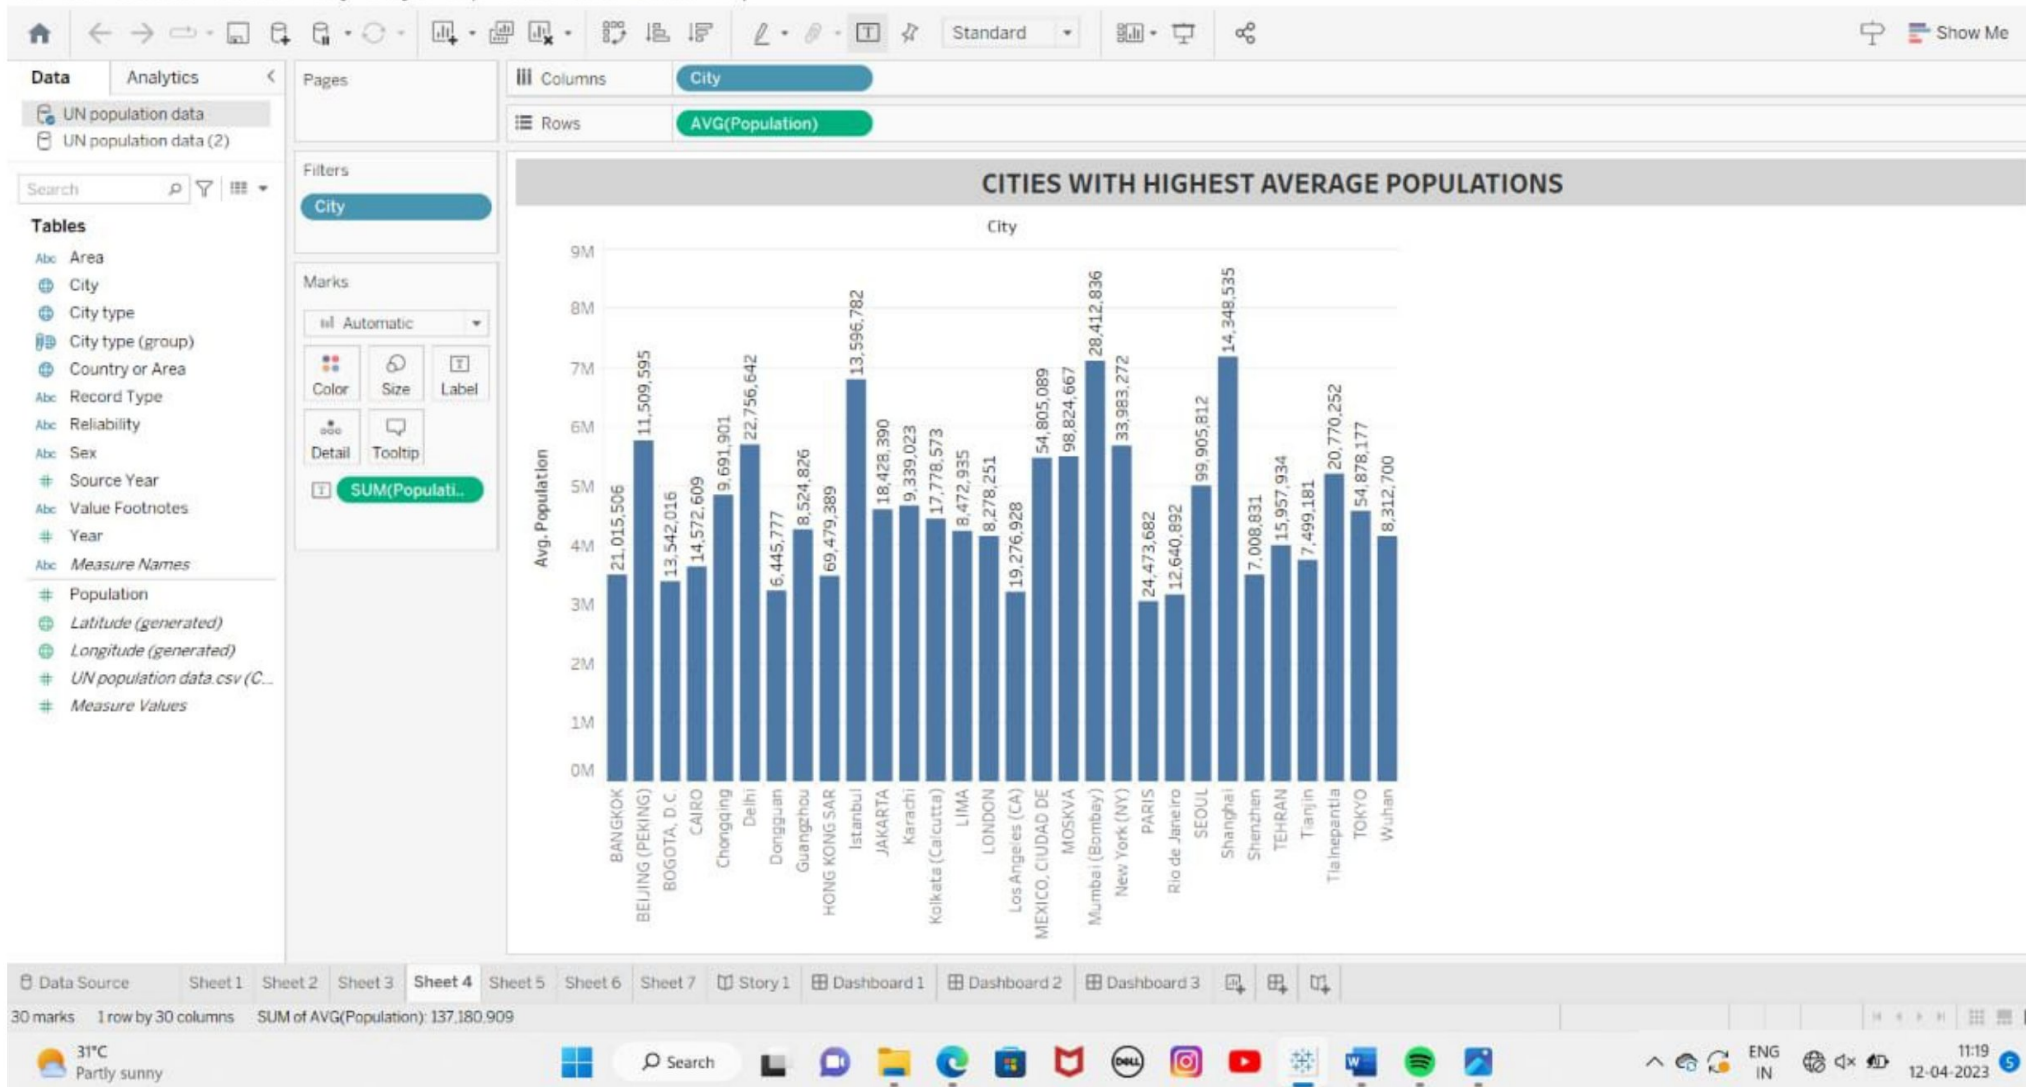 Standard
Show Me
Data
Analytics
UN population data
UN population data (2)
Search
Tables
Abc Area
City
City type
City type (group)
Country or Area
Abc Record Type
Abc Reliability
Abc Sex
# Source Year
Abc Value Footnotes
# Year
Abc Measure Names
# Population
Latitude (generated)
Longitude (generated)
# UN population data.csv (C...
# Measure Values
Pages
Filters
City
Marks
Automatic
Color
Size
Label
Detail
Tooltip
SUM(Populati..
Columns
City
Rows
AVG(Population)
CITIES WITH HIGHEST AVERAGE POPULATIONS
City
Avg. Population
9M
8M
7M
6M
5M
4M
3M
2M
1M
0M
21,015,506
11,509,595
13,542,016
14,572,609
9,691,901
22,756,642
6,445,777
8,524,826
69,479,389
13,596,782
18,428,390
9,339,023
17,778,573
8,472,935
8,278,251
19,276,928
54,805,089
98,824,667
28,412,836
33,983,272
24,473,682
12,640,892
99,905,812
14,348,535
7,008,831
15,957,934
7,499,181
20,770,252
54,878,177
8,312,700
BANGKOK
BEIJING (PEKING)
BOGOTA, D.C.
CAIRO
Chongqing
Delhi
Dongguan
Guangzhou
HONG KONG SAR
Istanbul
JAKARTA
Karachi
Kolkata (Calcutta)
LIMA
LONDON
Los Angeles (CA)
MEXICO, CIUDAD DE
MOSKVA
Mumbai (Bombay)
New York (NY)
PARIS
Rio de Janeiro
SEOUL
Shanghai
Shenzhen
TEHRAN
Tianjin
Tlalnepantla
TOKYO
Wuhan
Data Source
Sheet 1
Sheet 2
Sheet 3
Sheet 4
Sheet 5
Sheet 6
Sheet 7
Story 1
Dashboard 1
Dashboard 2
Dashboard 3
30 marks 1 row by 30 columns SUM of AVG(Population): 137,180,909
31°C
Partly sunny
Search
DELL
W
ENG
IN
11:19
12-04-2023
5